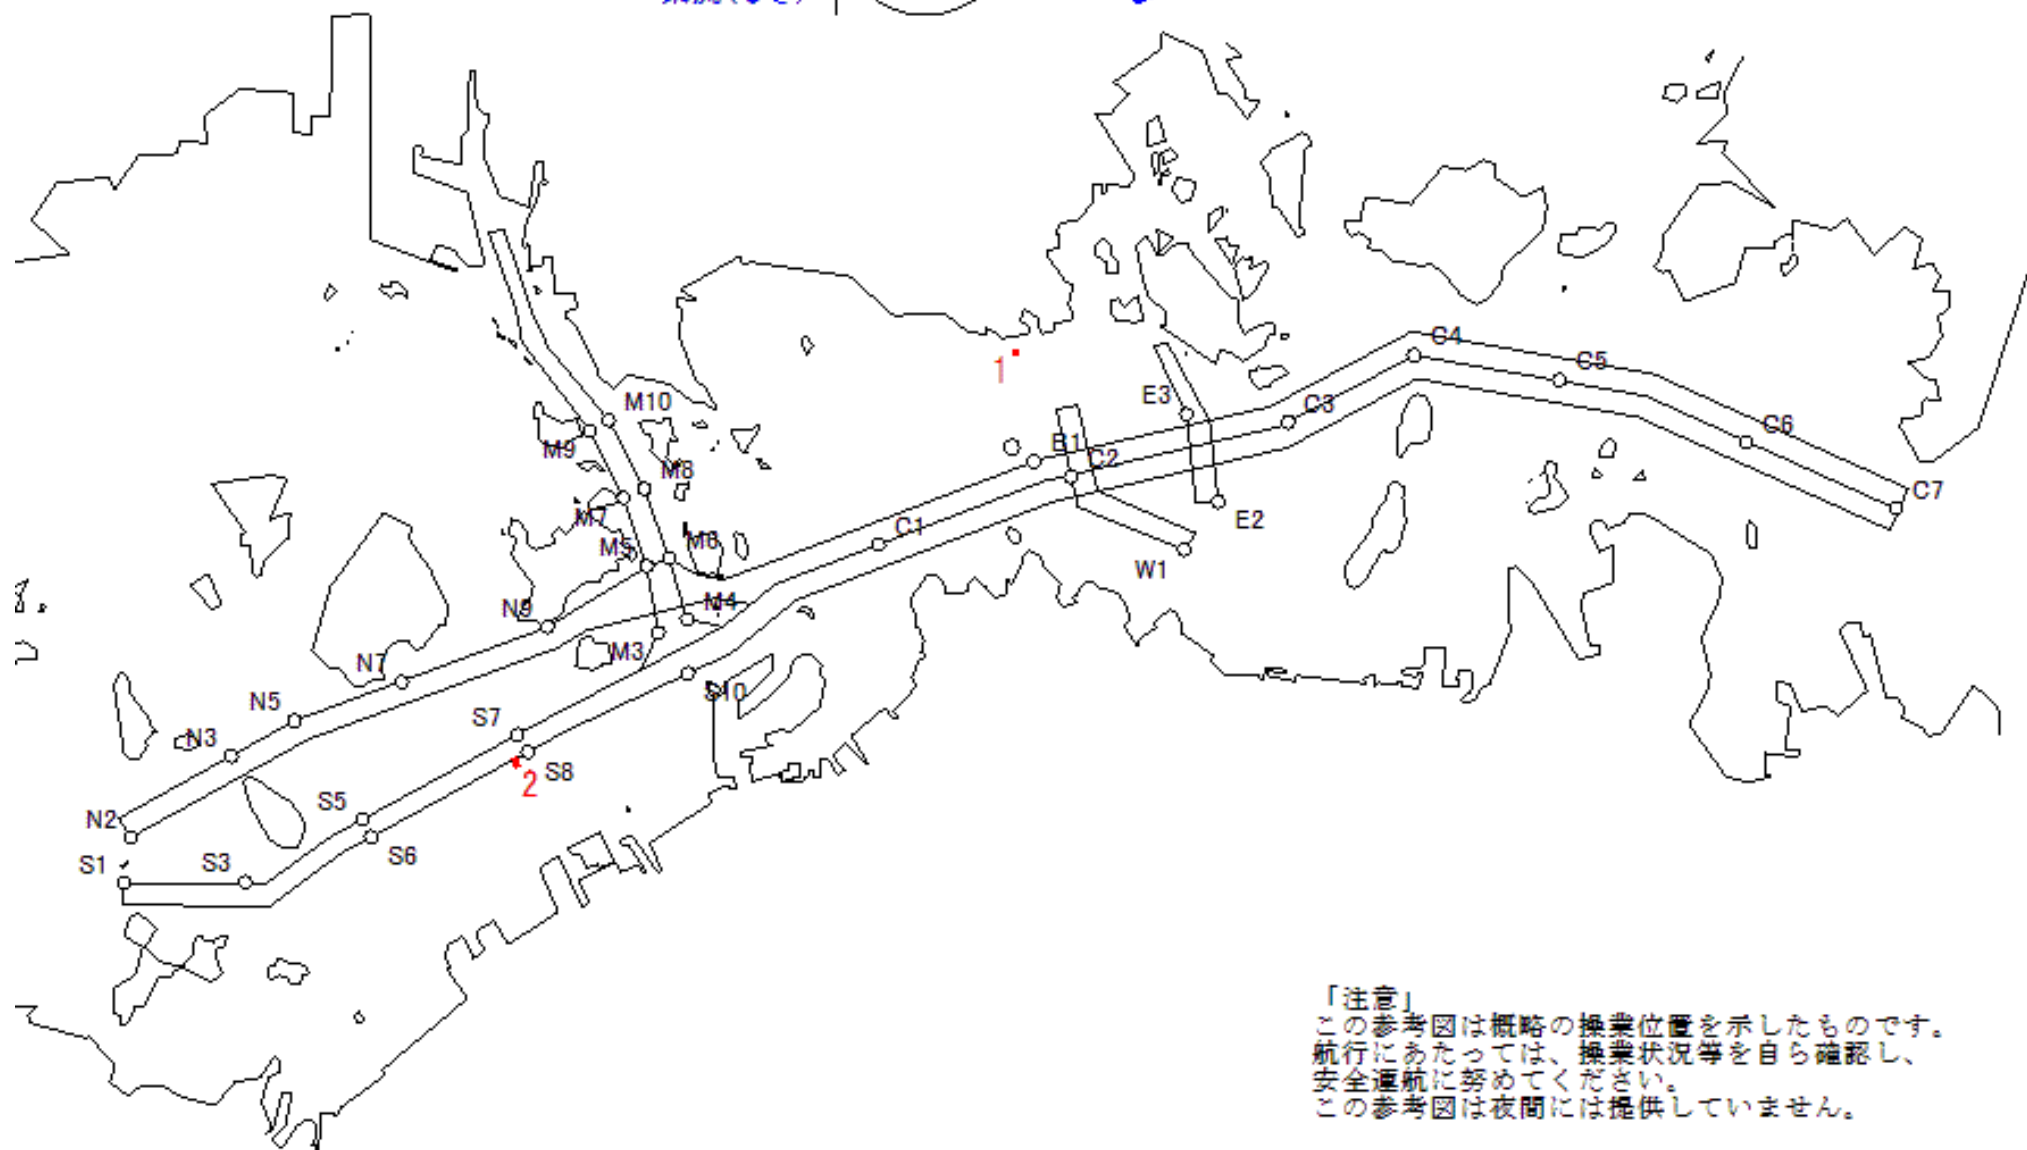 C4
C5
1
E3
M10
C3
C6
B1
M9
C2
M8
C7
M7
E2
C1
M6
M5
W1
N9
M4
M3
N7
S10
N5
S7
N3
S8
2
S5
N2
S6
S1
S3
「注意」
この参考図は概略の操業位置を示したものです。
航行にあたっては、操業状況等を自ら確認し、
安全運航に努めてください。
この参考図は夜間には提供していません。